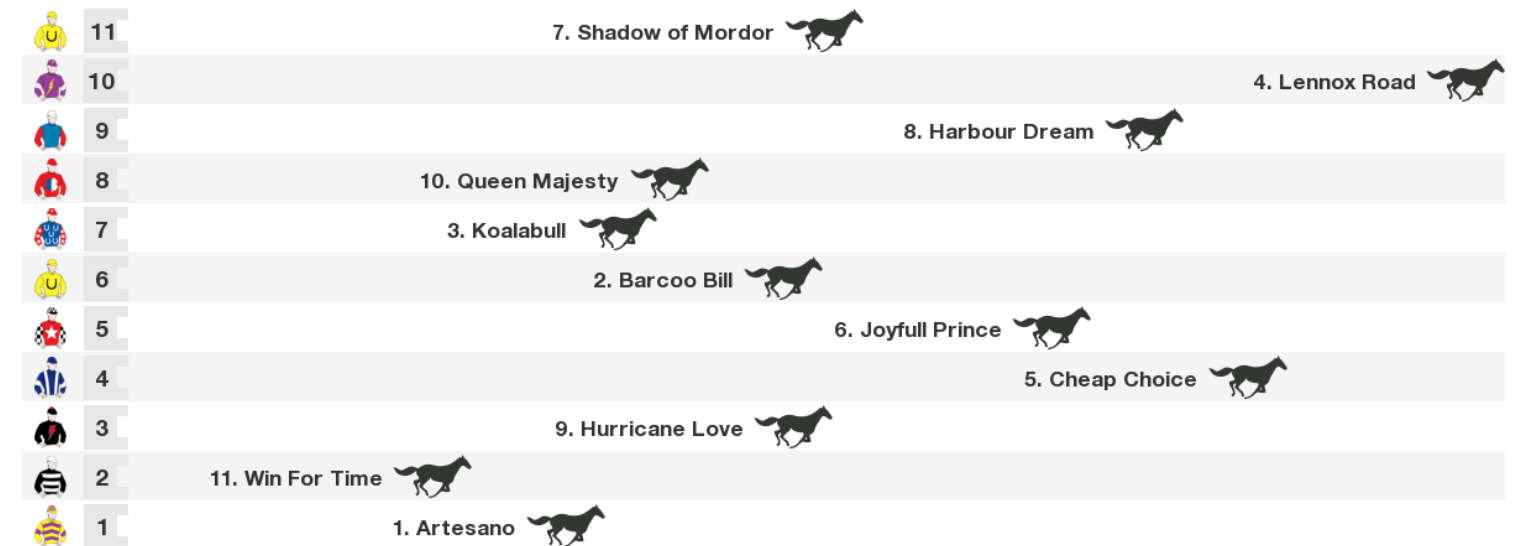 11 7. Shadow of Mordor
10 4. Lennox Road
9 8. Harbour Dream
8 10. Queen Majesty
7 3. Koalabull
6 2. Barcoo Bill
5 6. Joyfull Prince
4 5. Cheap Choice
3 9. Hurricane Love
2 11. Win For Time
1 1. Artesano